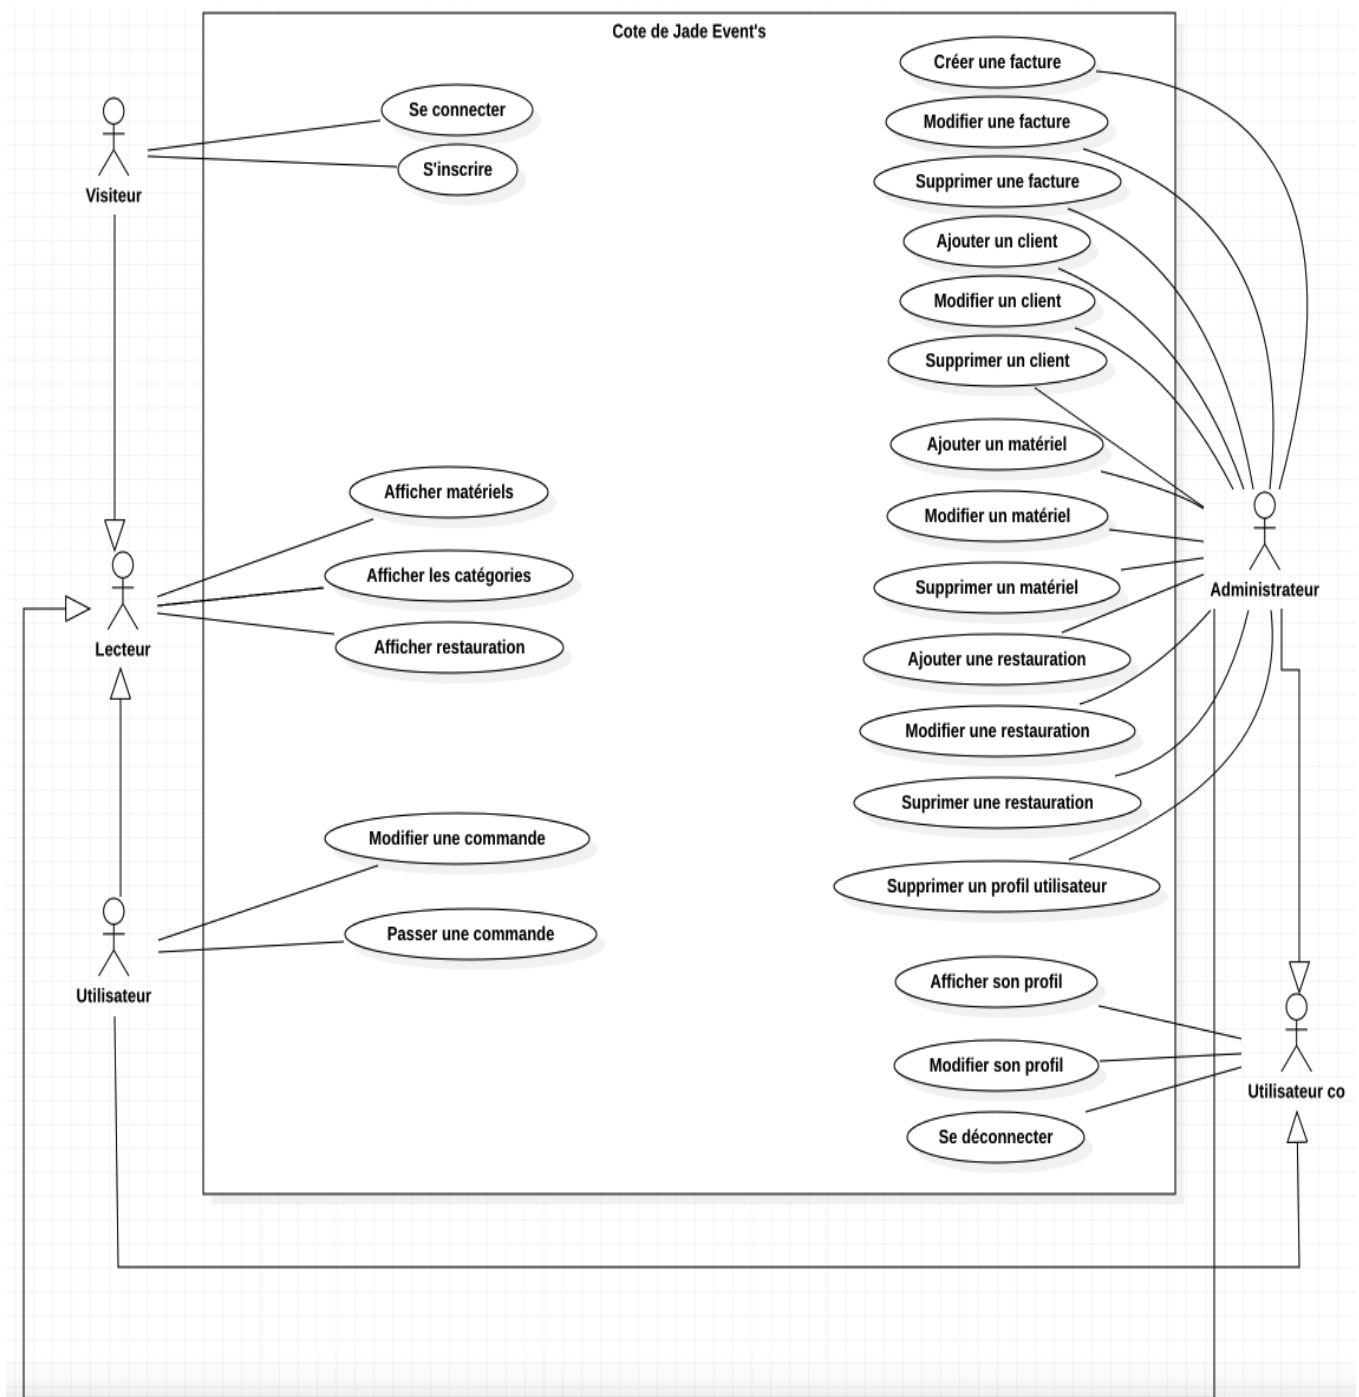 Cote de Jade Event's
Se connecter
S'inscrire
Visiteur
Afficher matériels
Afficher les catégories
Afficher restauration
Lecteur
Modifier une commande
Passer une commande
Utilisateur
Créer une facture
Modifier une facture
Supprimer une facture
Ajouter un client
Modifier un client
Supprimer un client
Ajouter un matériel
Modifier un matériel
Supprimer un matériel
Ajouter une restauration
Modifier une restauration
Suprimer une restauration
Supprimer un profil utilisateur
Administrateur
Afficher son profil
Modifier son profil
Se déconnecter
Utilisateur co